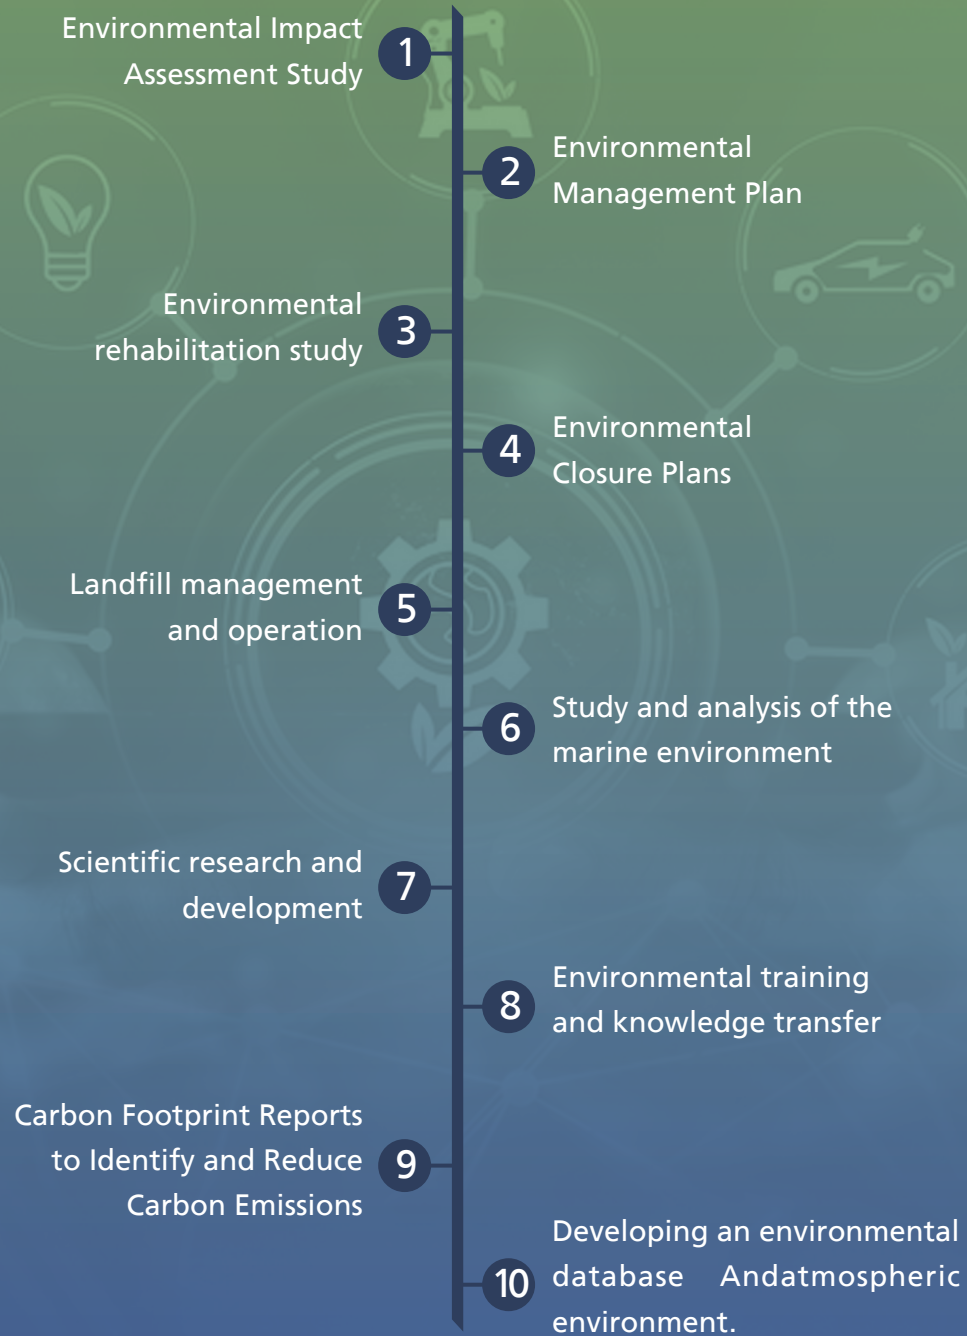 Environmental Impact
Assessment Study
1
2
Environmental
Management Plan
Environmental
rehabilitation study
3
4
Environmental
Closure Plans
Landfill management
and operation
5
6
Study and analysis of the
marine environment
Scientific research and
development
7
8
Environmental training
and knowledge transfer
Carbon Footprint Reports
to Identify and Reduce
Carbon Emissions
9
10
Developing an environmental
database Andatmospheric
environment.